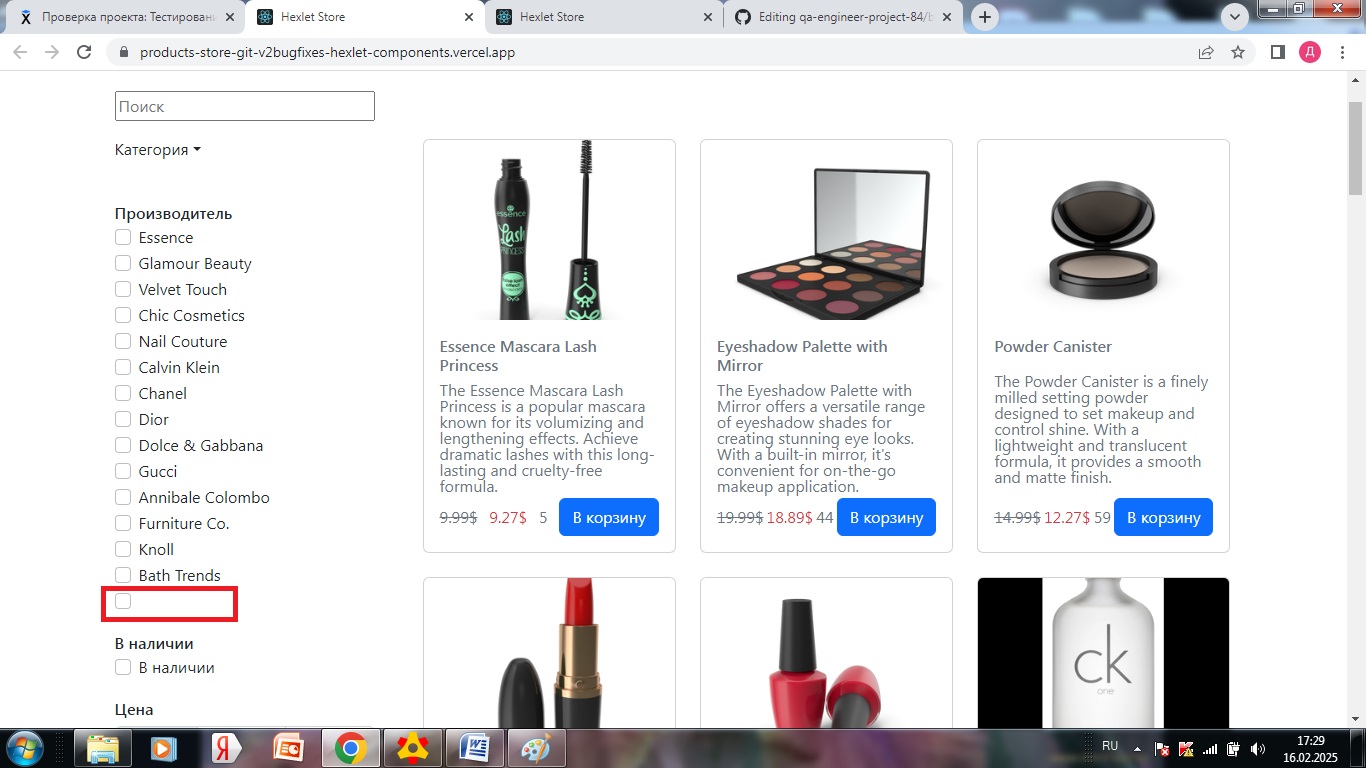 Проверка проекта: Тестирован
Hexlet Store
Hexlet Store
Editing qa-engineer-project-84/b
products-store-git-v2bugfixes-hexlet-components.vercel.app
Д
Поиск
Категория
Производитель
Essence
Glamour Beauty
Velvet Touch
Chic Cosmetics
Nail Couture
Calvin Klein
Chanel
Dior
Dolce & Gabbana
Gucci
Annibale Colombo
Furniture Co.
Knoll
Bath Trends
В наличии
В наличии
Цена
essence
Lash
PRINCESS
Essence Mascara Lash
Princess
The Essence Mascara Lash
Princess is a popular mascara
known for its volumizing and
lengthening effects. Achieve
dramatic lashes with this long-
lasting and cruelty-free
formula.
9.99$ 9.27$ 5 В корзину
Eyeshadow Palette with
Mirror
The Eyeshadow Palette with
Mirror offers a versatile range
of eyeshadow shades for
creating stunning eye looks.
With a built-in mirror, it's
convenient for on-the-go
makeup application.
19.99$ 18.89$ 44 В корзину
Powder Canister
The Powder Canister is a finely
milled setting powder
designed to set makeup and
control shine. With a
lightweight and translucent
formula, it provides a smooth
and matte finish.
14.99$ 12.27$ 59 В корзину
ck
one
Я
RU
17:29
16.02.2025